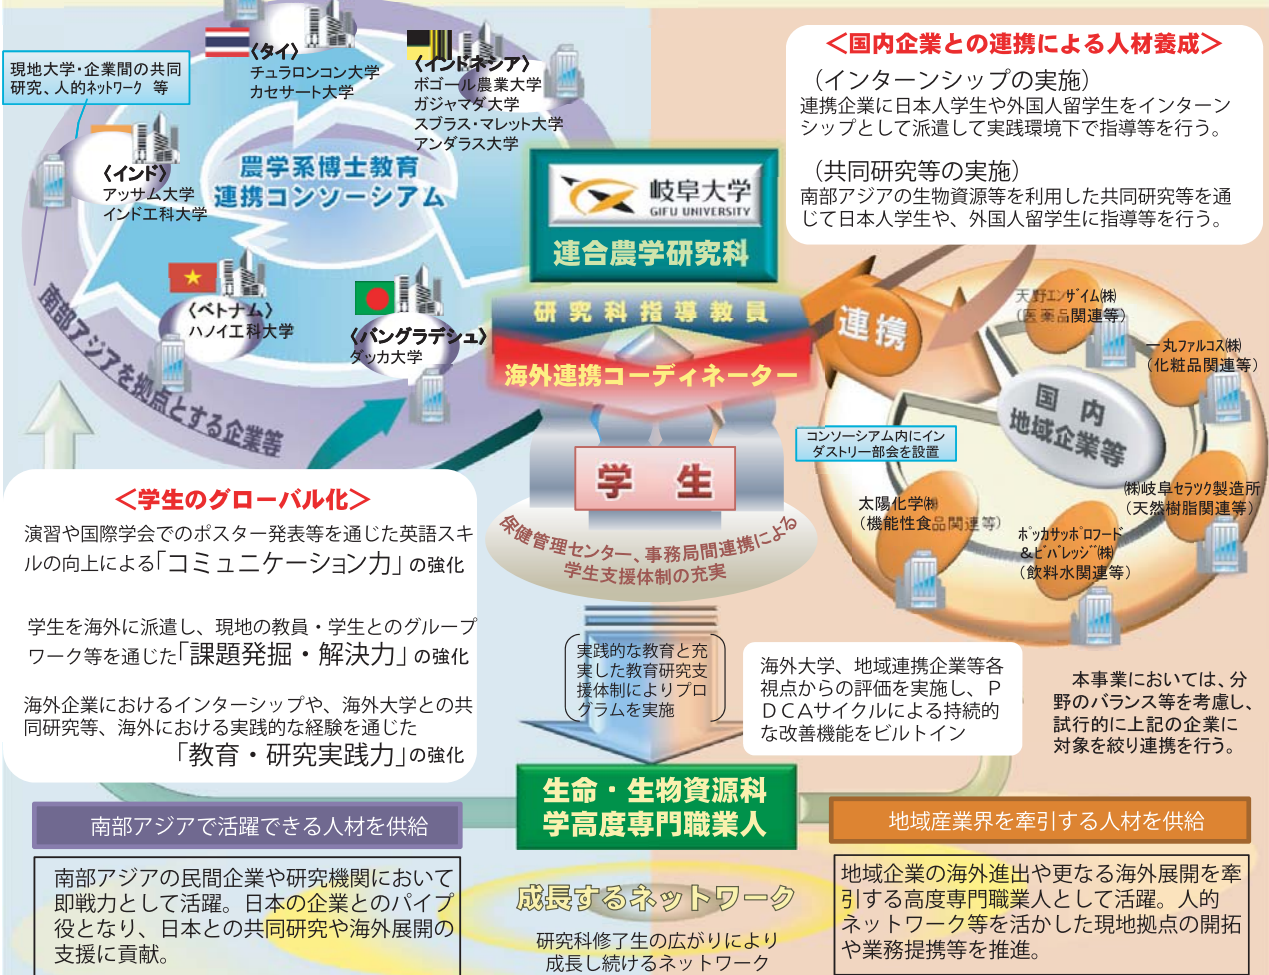 現地大学・企業間の共同
研究、人的ネットワーク 等
〈タイ〉
チュラロンコン大学
カセサート大学
〈インドネシア〉
ボゴール農業大学
ガジャマダ大学
スブラス・マレット大学
アンダラス大学
〈インド〉
アッサム大学
インド工科大学
農学系博士教育
連携コンソーシアム
〈ベトナム〉
ハノイ工科大学
〈バングラデシュ〉
ダッカ大学
南部アジアを拠点とする企業等
岐阜大学
GIFU UNIVERSITY
連合農学研究科
研究科指導教員
海外連携コーディネーター
学 生
保健管理センター、事務局間連携による
学生支援体制の充実
＜国内企業との連携による人材養成＞
（インターンシップの実施）
連携企業に日本人学生や外国人留学生をインターン
シップとして派遣して実践環境下で指導等を行う。
（共同研究等の実施）
南部アジアの生物資源等を利用した共同研究等を通
じて日本人学生や、外国人留学生に指導等を行う。
連携
天野エンザイム㈱
（医薬品関連等）
一丸ファルコス㈱
（化粧品関連等）
国 内
地域企業等
コンソーシアム内にイン
ダストリー部会を設置
太陽化学㈱
（機能性食品関連等）
㈱岐阜セラツク製造所
（天然樹脂関連等）
ポッカサッポロフード
＆ビバレッジ㈱
（飲料水関連等）
＜学生のグローバル化＞
演習や国際学会でのポスター発表等を通じた英語スキ
ルの向上による「コミュニケーション力」の強化
学生を海外に派遣し、現地の教員・学生とのグループ
ワーク等を通じた「課題発掘・解決力」の強化
海外企業におけるインターシップや、海外大学との共
同研究等、海外における実践的な経験を通じた
「教育・研究実践力」の強化
実践的な教育と充
実した教育研究支
援体制によりプロ
グラムを実施
海外大学、地域連携企業等各
視点からの評価を実施し、Ｐ
ＤＣＡサイクルによる持続的
な改善機能をビルトイン
本事業においては、分
野のバランス等を考慮し、
試行的に上記の企業に
対象を絞り連携を行う。
生命・生物資源科
学高度専門職業人
南部アジアで活躍できる人材を供給
地域産業界を牽引する人材を供給
南部アジアの民間企業や研究機関において
即戦力として活躍。日本の企業とのパイプ
役となり、日本との共同研究や海外展開の
支援に貢献。
成長するネットワーク
研究科修了生の広がりにより
成長し続けるネットワーク
地域企業の海外進出や更なる海外展開を牽
引する高度専門職業人として活躍。人的
ネットワーク等を活かした現地拠点の開拓
や業務提携等を推進。